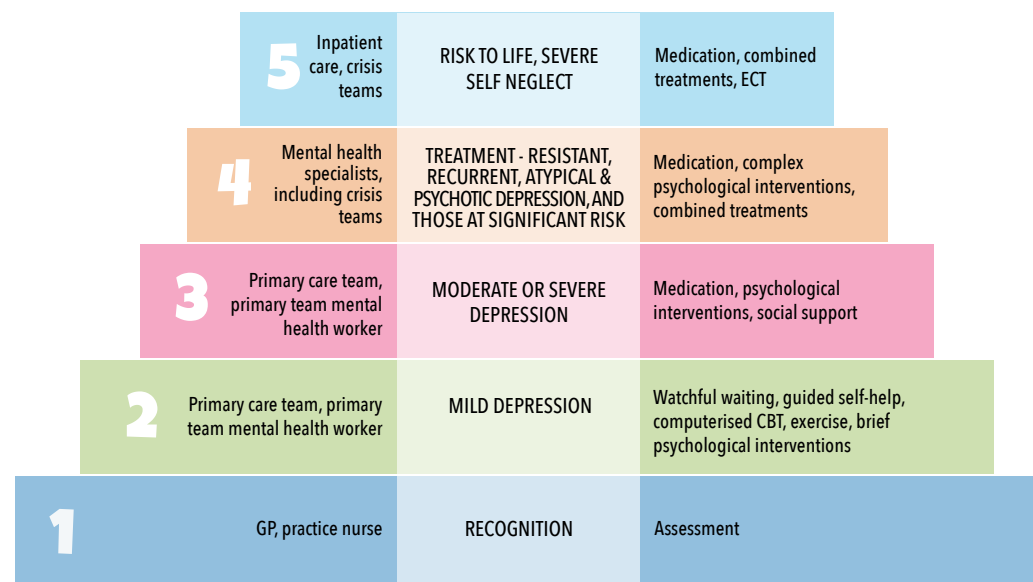 5
Inpatient
care, crisis
teams
RISK TO LIFE, SEVERE
SELF NEGLECT
Medication, combined
treatments, ECT
4
Mental health
specialists,
including crisis
teams
TREATMENT - RESISTANT,
RECURRENT, ATYPICAL &
PSYCHOTIC DEPRESSION, AND
THOSE AT SIGNIFICANT RISK
Medication, complex
psychological interventions,
combined treatments
3
Primary care team,
primary team mental
health worker
MODERATE OR SEVERE
DEPRESSION
Medication, psychological
interventions, social support
2
Primary care team, primary
team mental health worker
MILD DEPRESSION
Watchful waiting, guided self-help,
computerised CBT, exercise, brief
psychological interventions
1
GP, practice nurse
RECOGNITION
Assessment